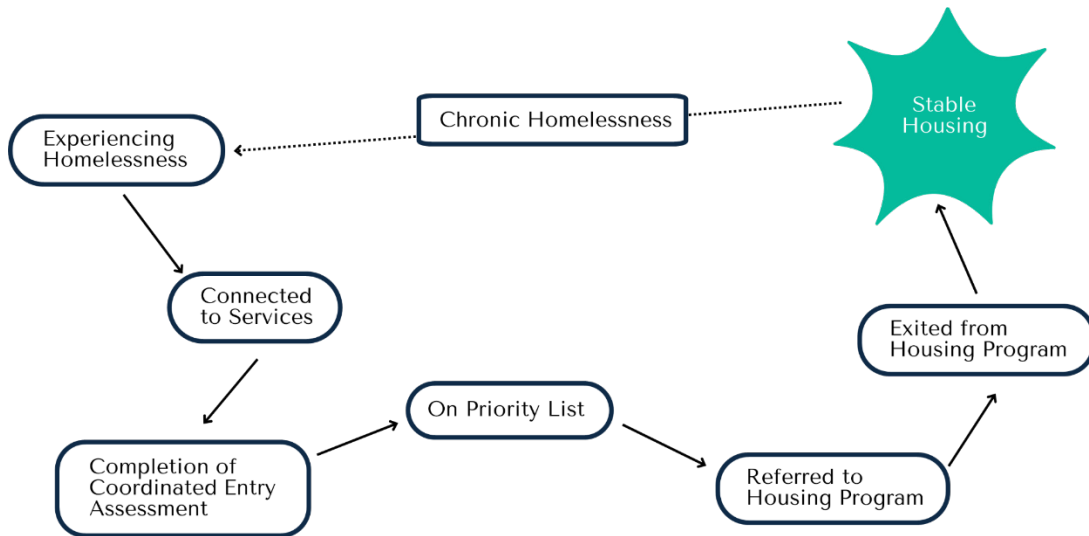 Experiencing
Homelessness
Chronic Homelessness
Stable
Housing
Connected
to Services
Completion of
Coordinated Entry
Assessment
On Priority List
Referred to
Housing Program
Exited from
Housing Program